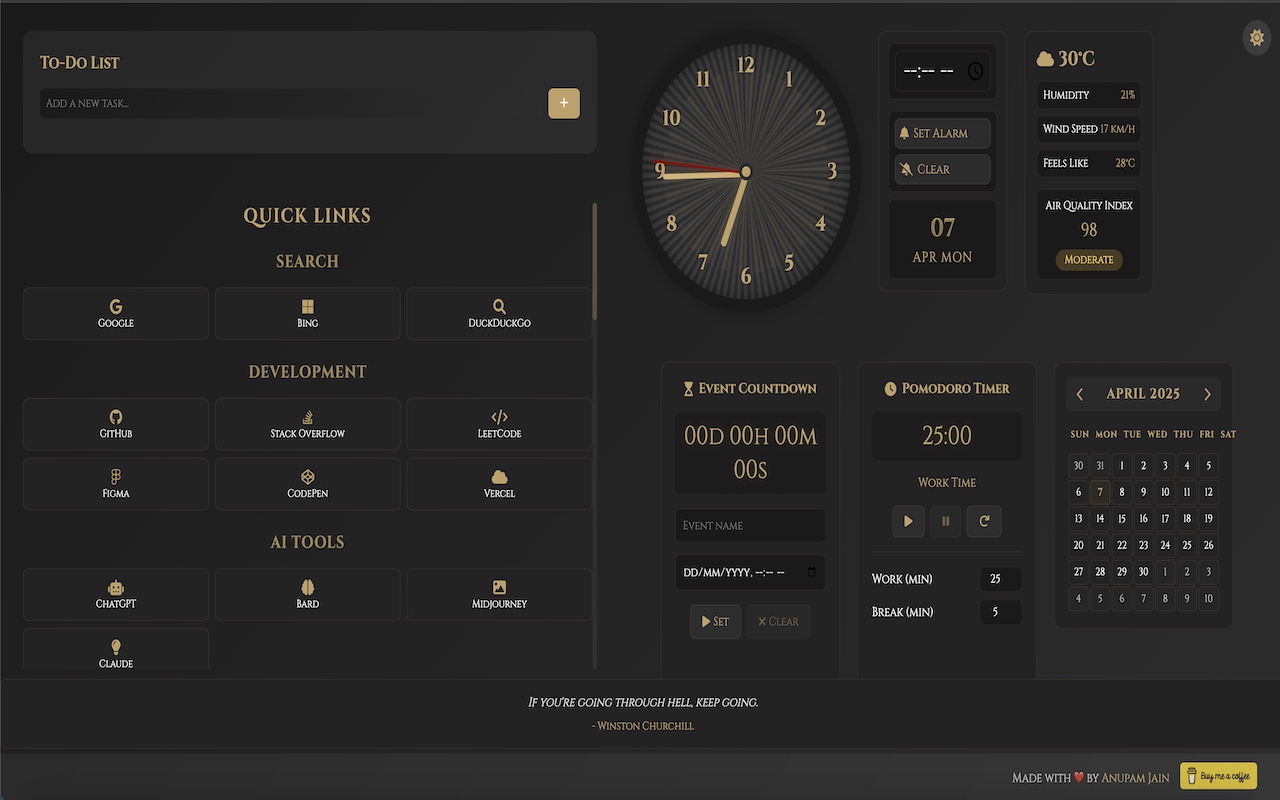 To-Do List
Add a new task...
+
Quick Links
Search
Google
Bing
DuckDuckGo
Development
GitHub
Stack Overflow
LeetCode
Figma
CodePen
Vercel
AI Tools
ChatGPT
Bard
Midjourney
Claude
12
1
2
3
4
5
6
7
8
9
10
11
--:-- --
Set Alarm
Clear
07
Apr Mon
30°C
Humidity 21%
Wind Speed 17 km/h
Feels Like 28°C
Air Quality Index
98
Moderate
Event Countdown
00d 00h 00m
00s
Event name
dd/mm/yyyy, --:-- --
Set
Clear
Pomodoro Timer
25:00
Work Time
Work (min) 25
Break (min) 5
April 2025
Sun Mon Tue Wed Thu Fri Sat
30 31 1 2 3 4 5
6 7 8 9 10 11 12
13 14 15 16 17 18 19
20 21 22 23 24 25 26
27 28 29 30 1 2 3
4 5 6 7 8 9 10
If you're going through hell, keep going.
- Winston Churchill
Made with ❤️ by Anupam Jain
Buy me a coffee